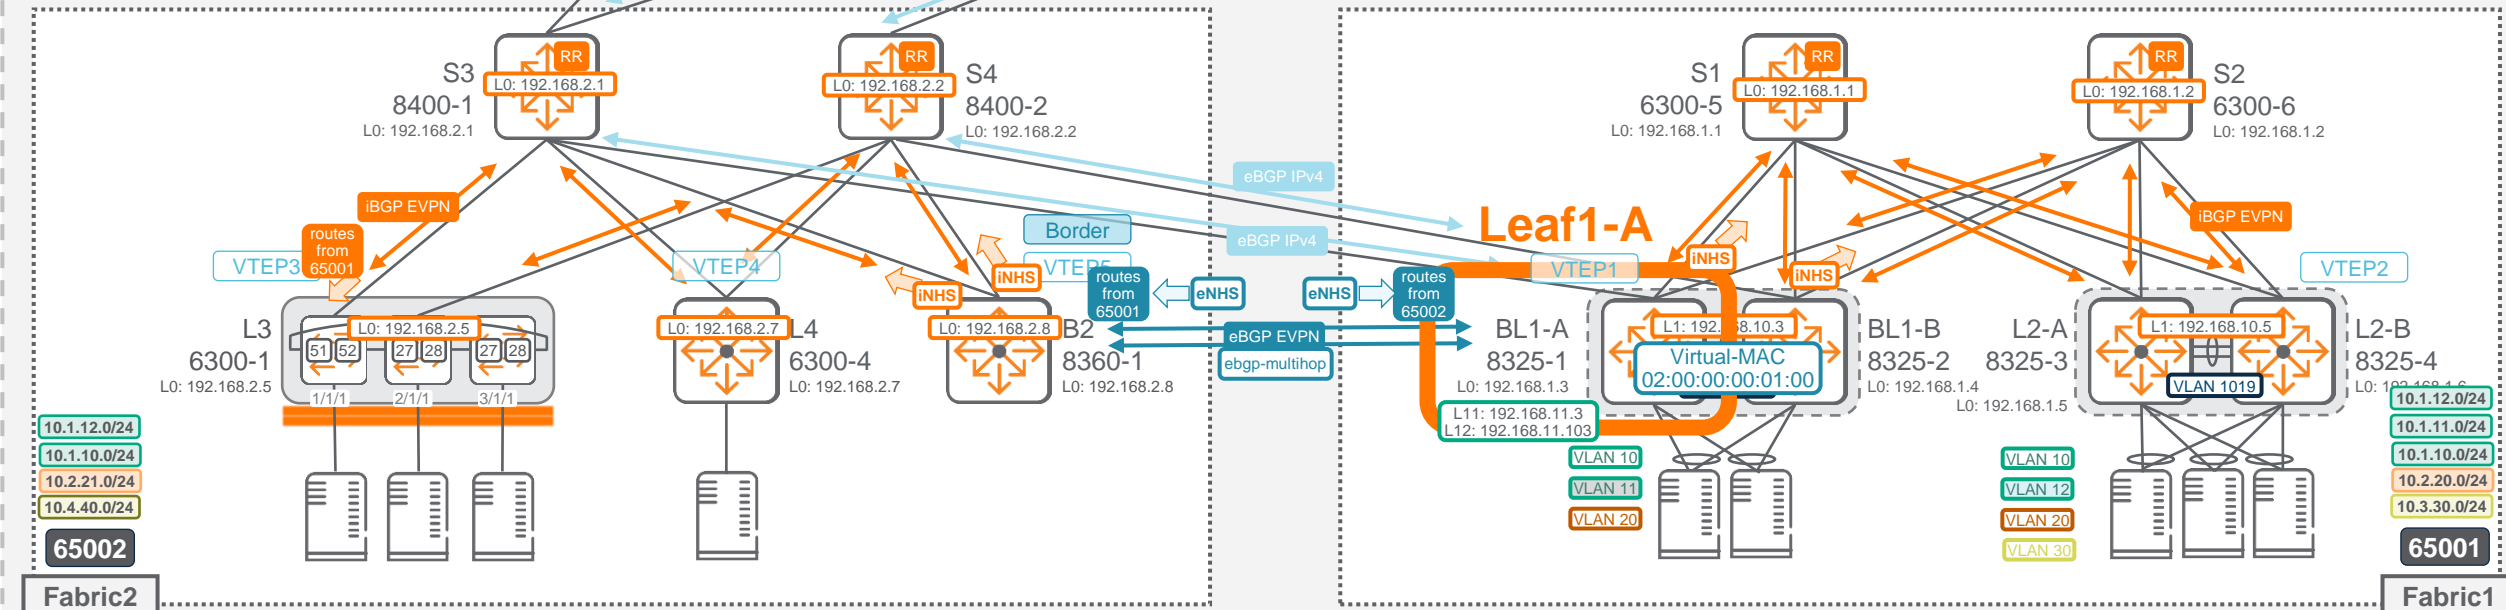 RR
L0: 192.168.2.1
S3
8400-1
L0: 192.168.2.1
RR
L0: 192.168.2.2
S4
8400-2
L0: 192.168.2.2
RR
L0: 192.168.1.1
S1
6300-5
L0: 192.168.1.1
RR
L0: 192.168.1.2
S2
6300-6
L0: 192.168.1.2
eBGP IPv4
eBGP IPv4
iBGP EVPN
routes
from
65001
VTEP3
VTEP4
Border
VTEP5
iNHS
iNHS
routes
from
65001
eNHS
eNHS
routes
from
65002
eBGP EVPN
ebgp-multihop
Leaf1-A
VTEP1
iNHS
iNHS
iBGP EVPN
VTEP2
L3
6300-1
L0: 192.168.2.5
L0: 192.168.2.5
51
52
27
28
27
28
1/1/1
2/1/1
3/1/1
L0: 192.168.2.7
L4
6300-4
L0: 192.168.2.7
L0: 192.168.2.8
B2
8360-1
L0: 192.168.2.8
BL1-A
8325-1
L0: 192.168.1.3
L1: 192.168.10.3
Virtual-MAC
02:00:00:00:01:00
BL1-B
8325-2
L0: 192.168.1.4
L11: 192.168.11.3
L12: 192.168.11.103
L2-A
8325-3
L0: 192.168.1.5
L1: 192.168.10.5
VLAN 1019
L2-B
8325-4
L0: 192.168.1.6
10.1.12.0/24
10.1.10.0/24
10.2.21.0/24
10.4.40.0/24
65002
Fabric2
VLAN 10
VLAN 11
VLAN 20
VLAN 10
VLAN 12
VLAN 20
VLAN 30
10.1.12.0/24
10.1.11.0/24
10.1.10.0/24
10.2.20.0/24
10.3.30.0/24
65001
Fabric1